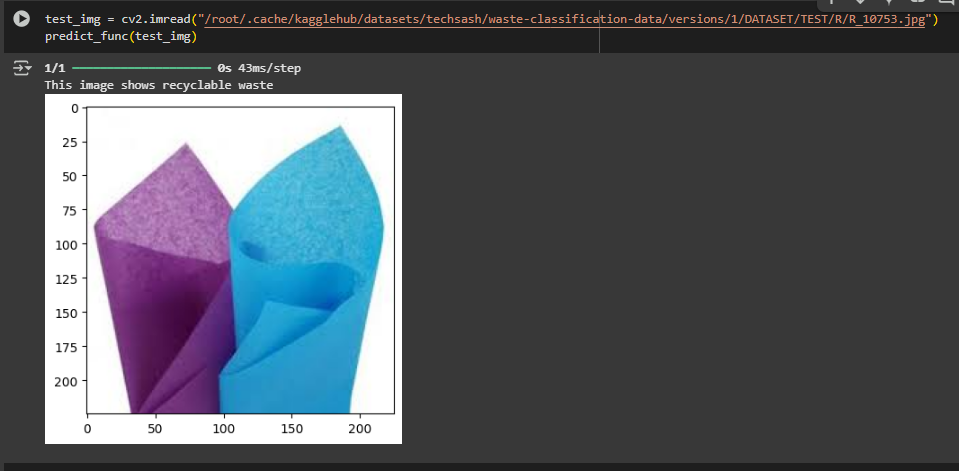 test_img = cv2.imread("/root/.cache/kagglehub/datasets/techsash/waste-classification-data/versions/1/DATASET/TEST/R/R_10753.jpg")
predict_func(test_img)
1/1 ━━━━━━━━━━━━━━━━━━━━ 0s 43ms/step
This image shows recyclable waste
0
25
50
75
100
125
150
175
200
0 50 100 150 200